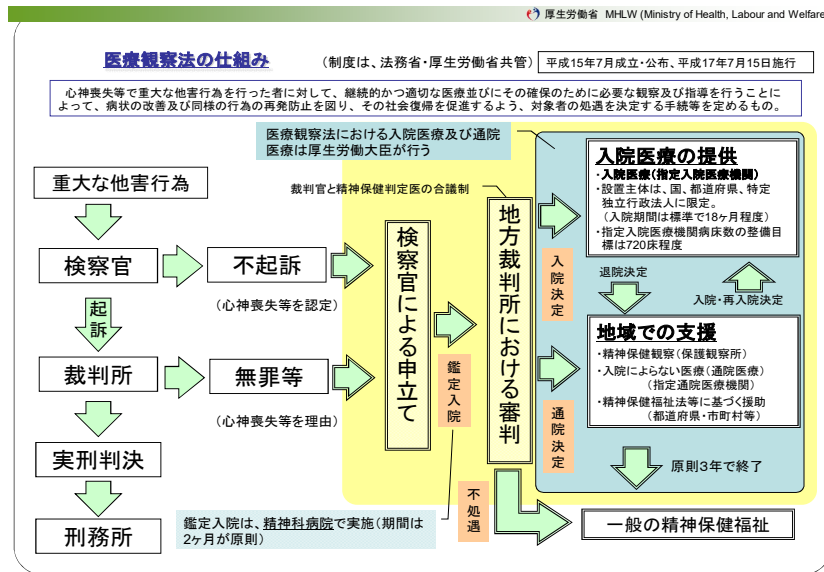 厚生労働省 MHLW (Ministry of Health, Labour and Welfare
医療観察法の仕組み
(制度は、法務省・厚生労働省共管)
平成15年7月成立・公布、平成17年7月15日施行
心神喪失等で重大な他害行為を行った者に対して、継続的かつ適切な医療並びにその確保のために必要な観察及び指導を行うことに
よって、病状の改善及び同様の行為の再発防止を図り、その社会復帰を促進するよう、対象者の処遇を決定する手続等を定めるもの。
医療観察法における入院医療及び通院
医療は厚生労働大臣が行う
重大な他害行為
検察官
起訴
裁判所
実刑判決
刑務所
不起訴
(心神喪失等を認定)
無罪等
(心神喪失等を理由)
検察官による申立て
鑑定入院
鑑定入院は、精神科病院で実施(期間は
2ヶ月が原則)
裁判官と精神保健判定医の合議制
地方裁判所における審判
入院決定
通院決定
不処遇
入院医療の提供
・入院医療(指定入院医療機関)
・設置主体は、国、都道府県、特定
独立行政法人に限定。
(入院期間は標準で18ヶ月程度)
・指定入院医療機関病床数の整備目
標は720床程度
退院決定
入院・再入院決定
地域での支援
・精神保健観察(保護観察所)
・入院によらない医療(通院医療)
(指定通院医療機関)
・精神保健福祉法等に基づく援助
(都道府県・市町村等)
原則3年で終了
一般の精神保健福祉